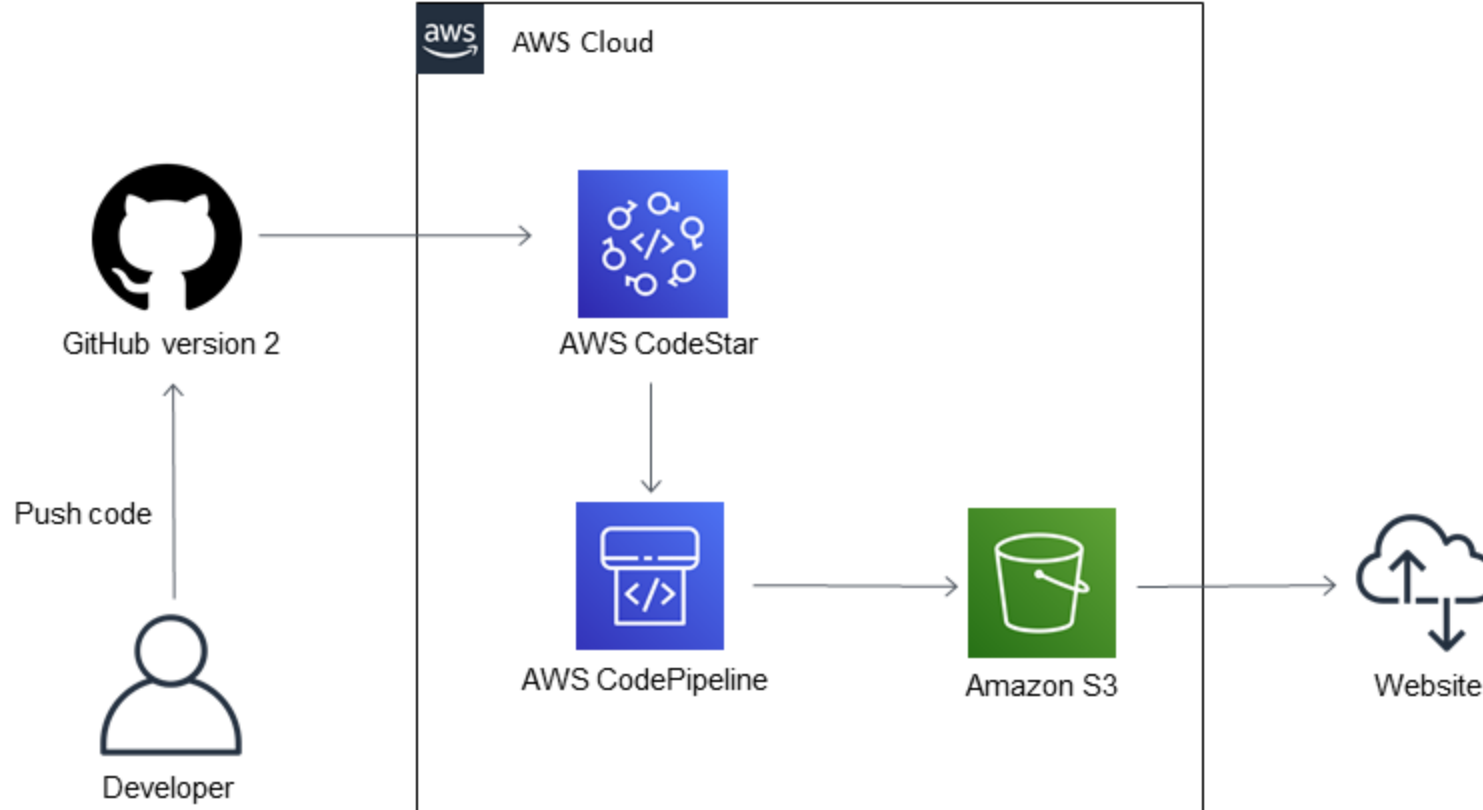 aws
AWS Cloud
GitHub version 2
</>
AWS CodeStar
Push code
</>
AWS CodePipeline
Amazon S3
Website
Developer